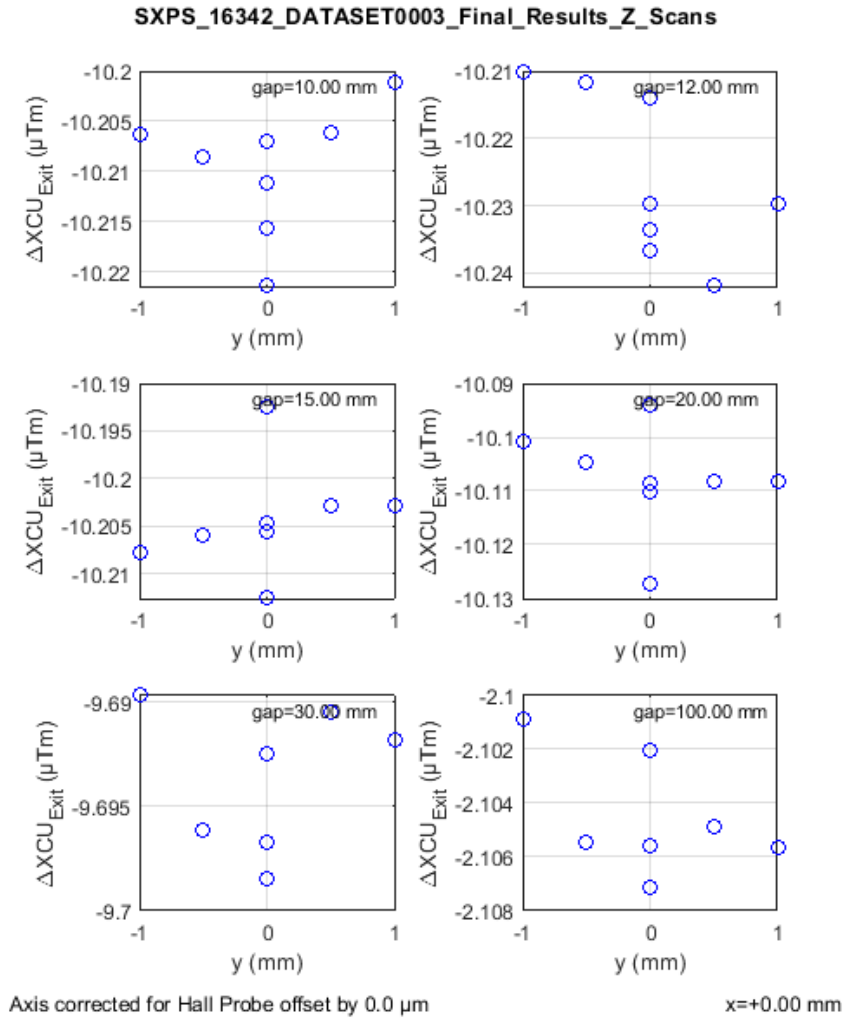 SXPS_16342_DATASET0003_Final_Results_Z_Scans
gap=10.00 mm
-10.2
-10.205
-10.21
-10.215
-10.22
ΔXCU_Exit (µTm)
-1 0 1
y (mm)
gap=12.00 mm
-10.21
-10.22
-10.23
-10.24
ΔXCU_Exit (µTm)
-1 0 1
y (mm)
gap=15.00 mm
-10.19
-10.195
-10.2
-10.205
-10.21
ΔXCU_Exit (µTm)
-1 0 1
y (mm)
gap=20.00 mm
-10.09
-10.1
-10.11
-10.12
-10.13
ΔXCU_Exit (µTm)
-1 0 1
y (mm)
gap=30.00 mm
-9.69
-9.695
-9.7
ΔXCU_Exit (µTm)
-1 0 1
y (mm)
gap=100.00 mm
-2.1
-2.102
-2.104
-2.106
-2.108
ΔXCU_Exit (µTm)
-1 0 1
y (mm)
Axis corrected for Hall Probe offset by 0.0 µm
x=+0.00 mm